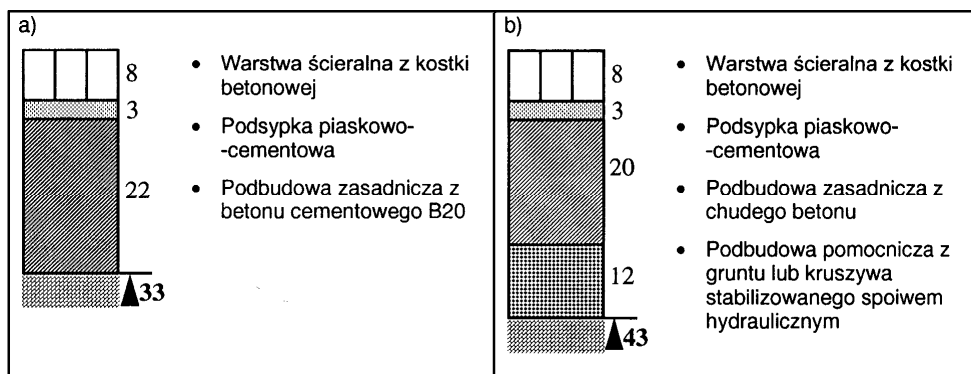 a)
8
3
22
33
• Warstwa ścieralna z kostki
betonowej
• Podsypka piaskowo-
-cementowa
• Podbudowa zasadnicza z
betonu cementowego B20
b)
8
3
20
12
43
• Warstwa ścieralna z kostki
betonowej
• Podsypka piaskowo-
-cementowa
• Podbudowa zasadnicza z
chudego betonu
• Podbudowa pomocnicza z
gruntu lub kruszywa
stabilizowanego spoiwem
hydraulicznym